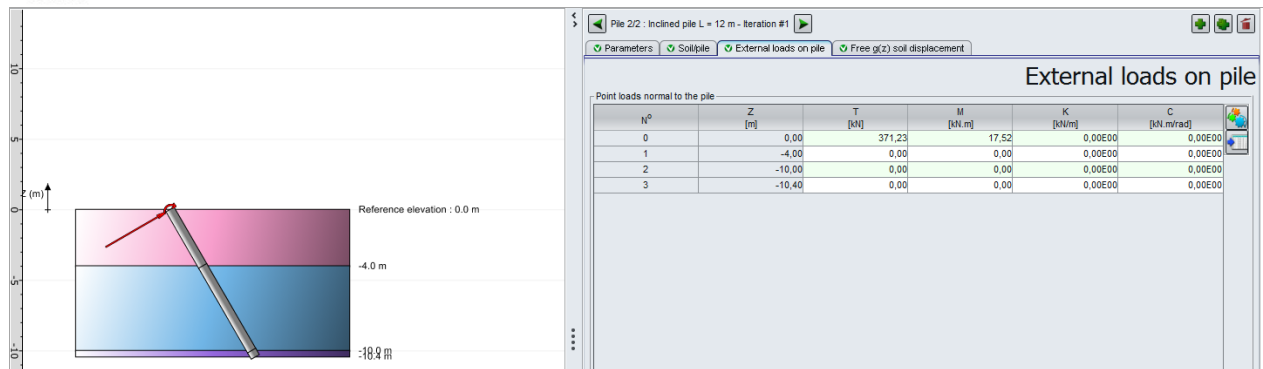 Pile 2/2 : Inclined pile L = 12 m - Iteration #1
Parameters
Soil/pile
External loads on pile
Free g(z) soil displacement
External loads on pile
Point loads normal to the pile
N° Z [m] T [kN] M [kN.m] K [kN/m] C [kN.m/rad]
0 0,00 371,23 17,52 0,00E00 0,00E00
1 -4,00 0,00 0,00 0,00E00 0,00E00
2 -10,00 0,00 0,00 0,00E00 0,00E00
3 -10,40 0,00 0,00 0,00E00 0,00E00
10
5
Z (m)
0
Reference elevation : 0.0 m
-4.0 m
-5
-10
-10.0 m
-10.4 m